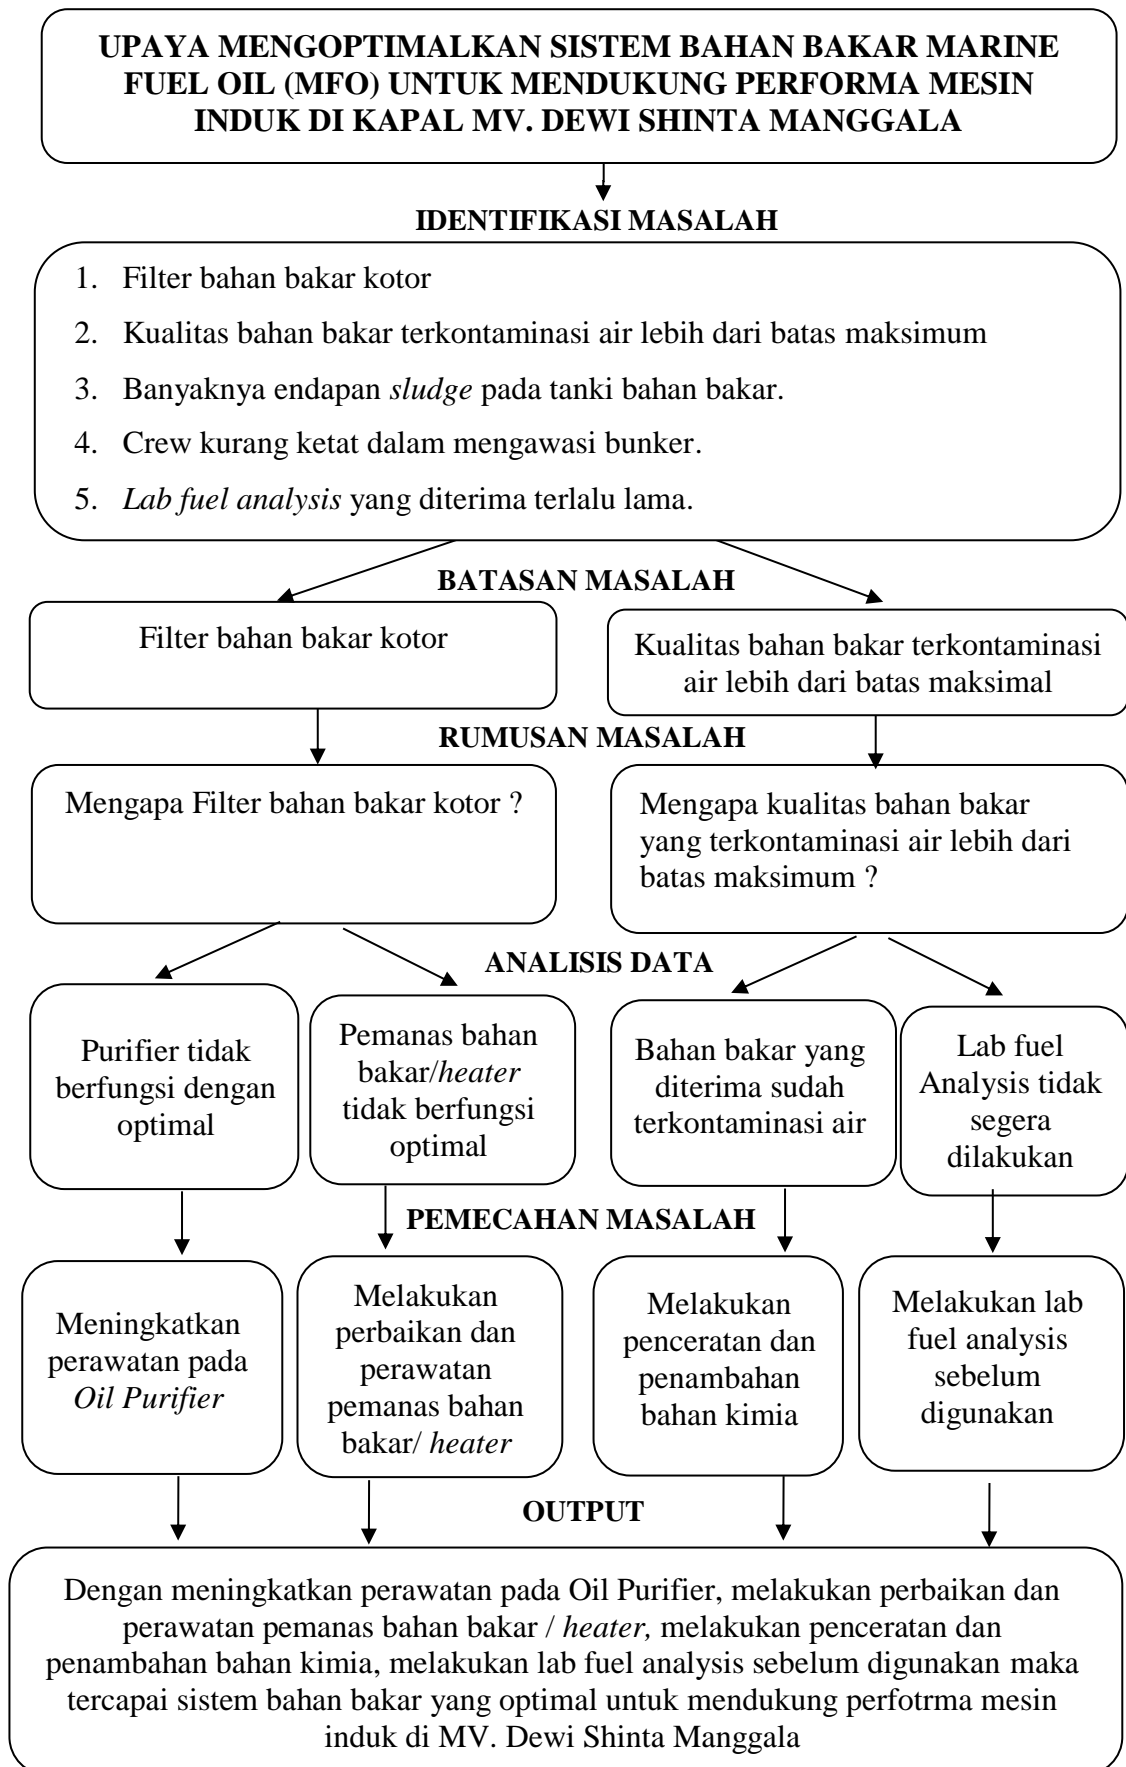 UPAYA MENGOPTIMALKAN SISTEM BAHAN BAKAR MARINE
FUEL OIL (MFO) UNTUK MENDUKUNG PERFORMA MESIN
INDUK DI KAPAL MV. DEWI SHINTA MANGGALA
IDENTIFIKASI MASALAH
1. Filter bahan bakar kotor
2. Kualitas bahan bakar terkontaminasi air lebih dari batas maksimum
3. Banyaknya endapan sludge pada tanki bahan bakar.
4. Crew kurang ketat dalam mengawasi bunker.
5. Lab fuel analysis yang diterima terlalu lama.
BATASAN MASALAH
Filter bahan bakar kotor
Kualitas bahan bakar terkontaminasi
air lebih dari batas maksimal
RUMUSAN MASALAH
Mengapa Filter bahan bakar kotor ?
Mengapa kualitas bahan bakar
yang terkontaminasi air lebih dari
batas maksimum ?
ANALISIS DATA
Purifier tidak
berfungsi dengan
optimal
Pemanas bahan
bakar/heater
tidak berfungsi
optimal
Bahan bakar yang
diterima sudah
terkontaminasi air
Lab fuel
Analysis tidak
segera
dilakukan
PEMECAHAN MASALAH
Meningkatkan
perawatan pada
Oil Purifier
Melakukan
perbaikan dan
perawatan
pemanas bahan
bakar/ heater
Melakukan
penceratan dan
penambahan
bahan kimia
Melakukan lab
fuel analysis
sebelum
digunakan
OUTPUT
Dengan meningkatkan perawatan pada Oil Purifier, melakukan perbaikan dan
perawatan pemanas bahan bakar / heater, melakukan penceratan dan
penambahan bahan kimia, melakukan lab fuel analysis sebelum digunakan maka
tercapai sistem bahan bakar yang optimal untuk mendukung perfotrma mesin
induk di MV. Dewi Shinta Manggala